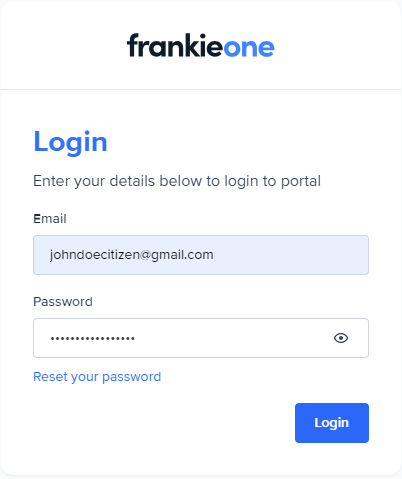 frankieone
Login
Enter your details below to login to portal
Email
johndoecitizen@gmail.com
Password
•••••••••••••••••
Reset your password
Login